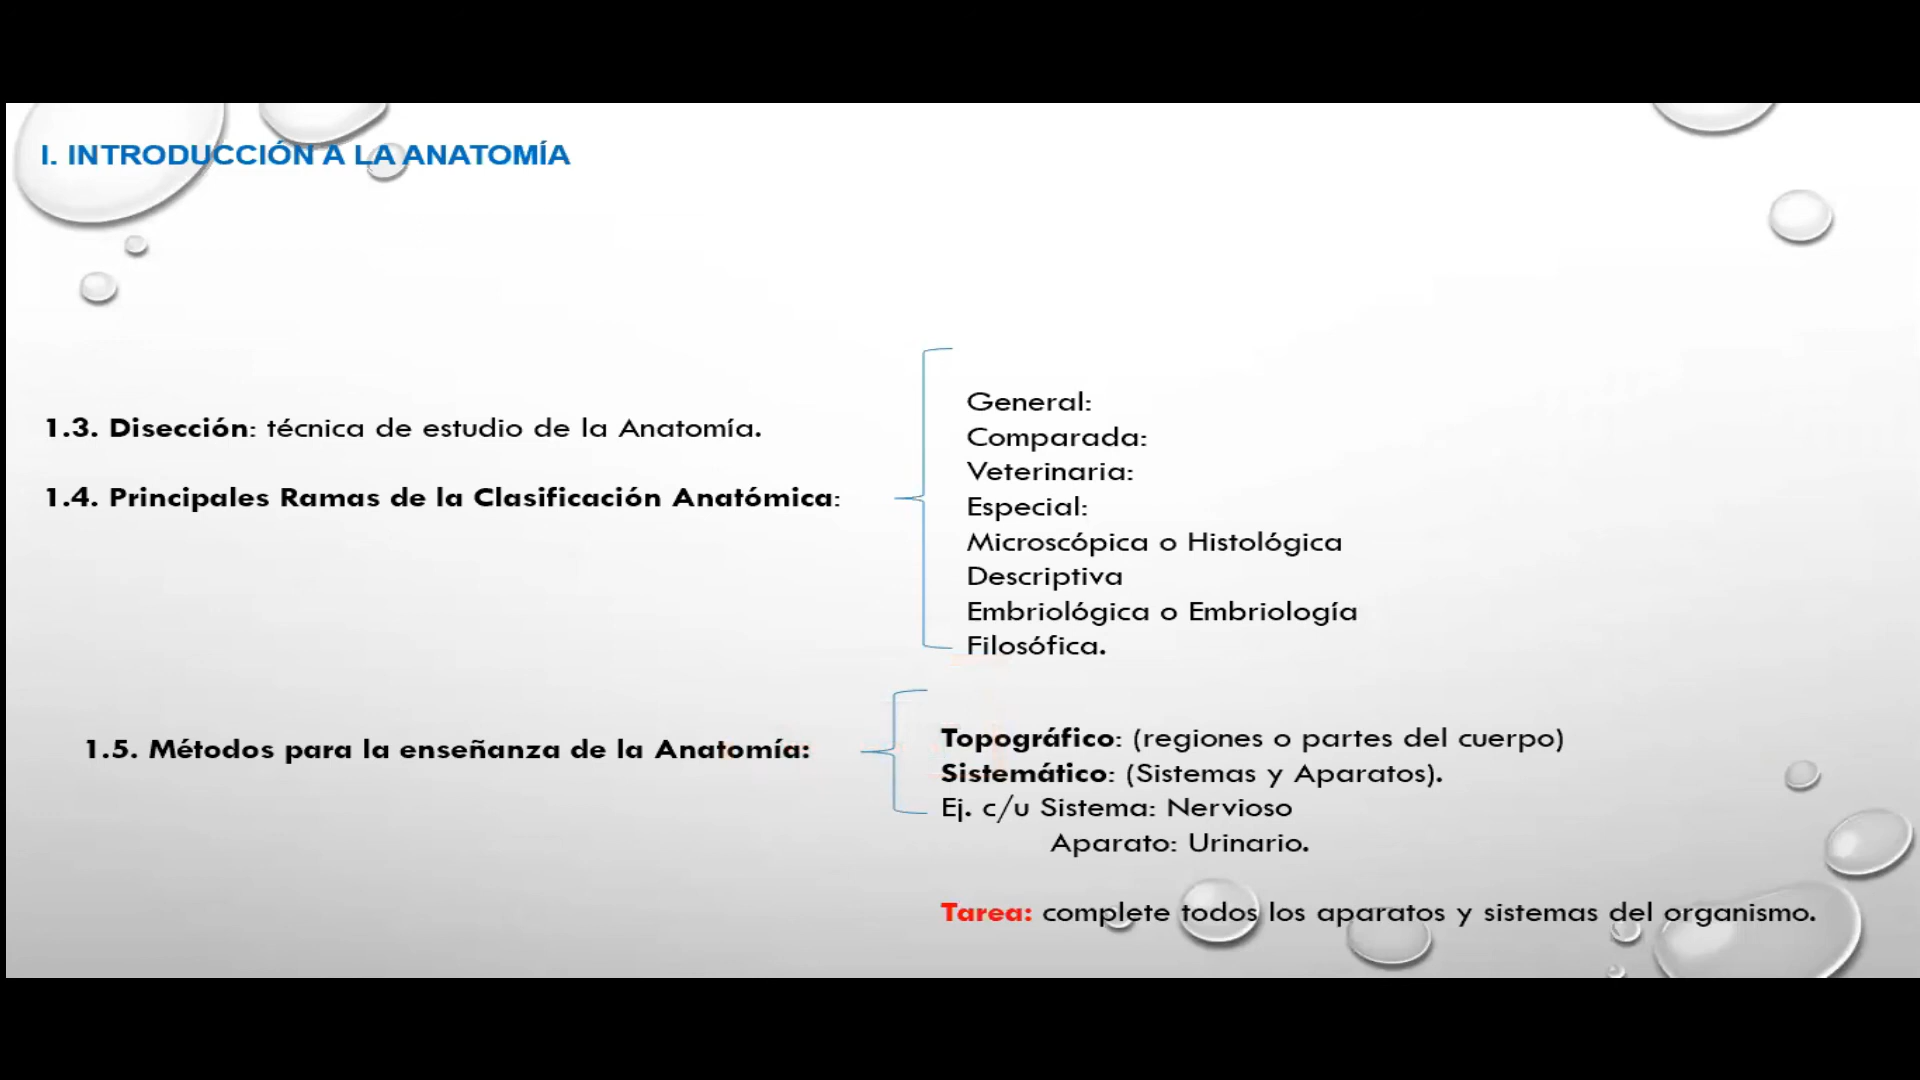 I. INTRODUCCIÓN A LA ANATOMÍA
1.3. Disección: técnica de estudio de la Anatomía.
1.4. Principales Ramas de la Clasificación Anatómica:
General:
Comparada:
Veterinaria:
Especial:
Microscópica o Histológica
Descriptiva
Embriológica o Embriología
Filosófica.
1.5. Métodos para la enseñanza de la Anatomía:
Topográfico: (regiones o partes del cuerpo)
Sistemático: (Sistemas y Aparatos).
Ej. c/u Sistema: Nervioso
Aparato: Urinario.
Tarea: complete todos los aparatos y sistemas del organismo.